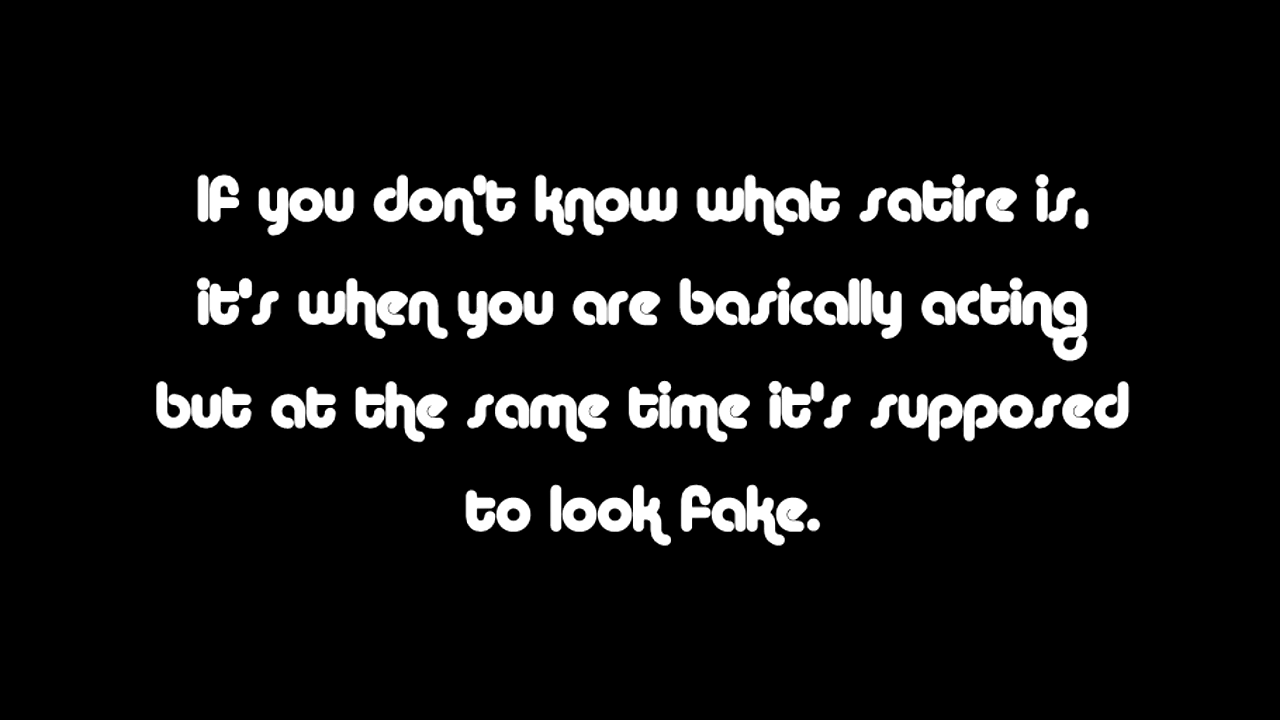 If you don't know what satire is,
it's when you are basically acting
but at the same time it's supposed
to look fake.